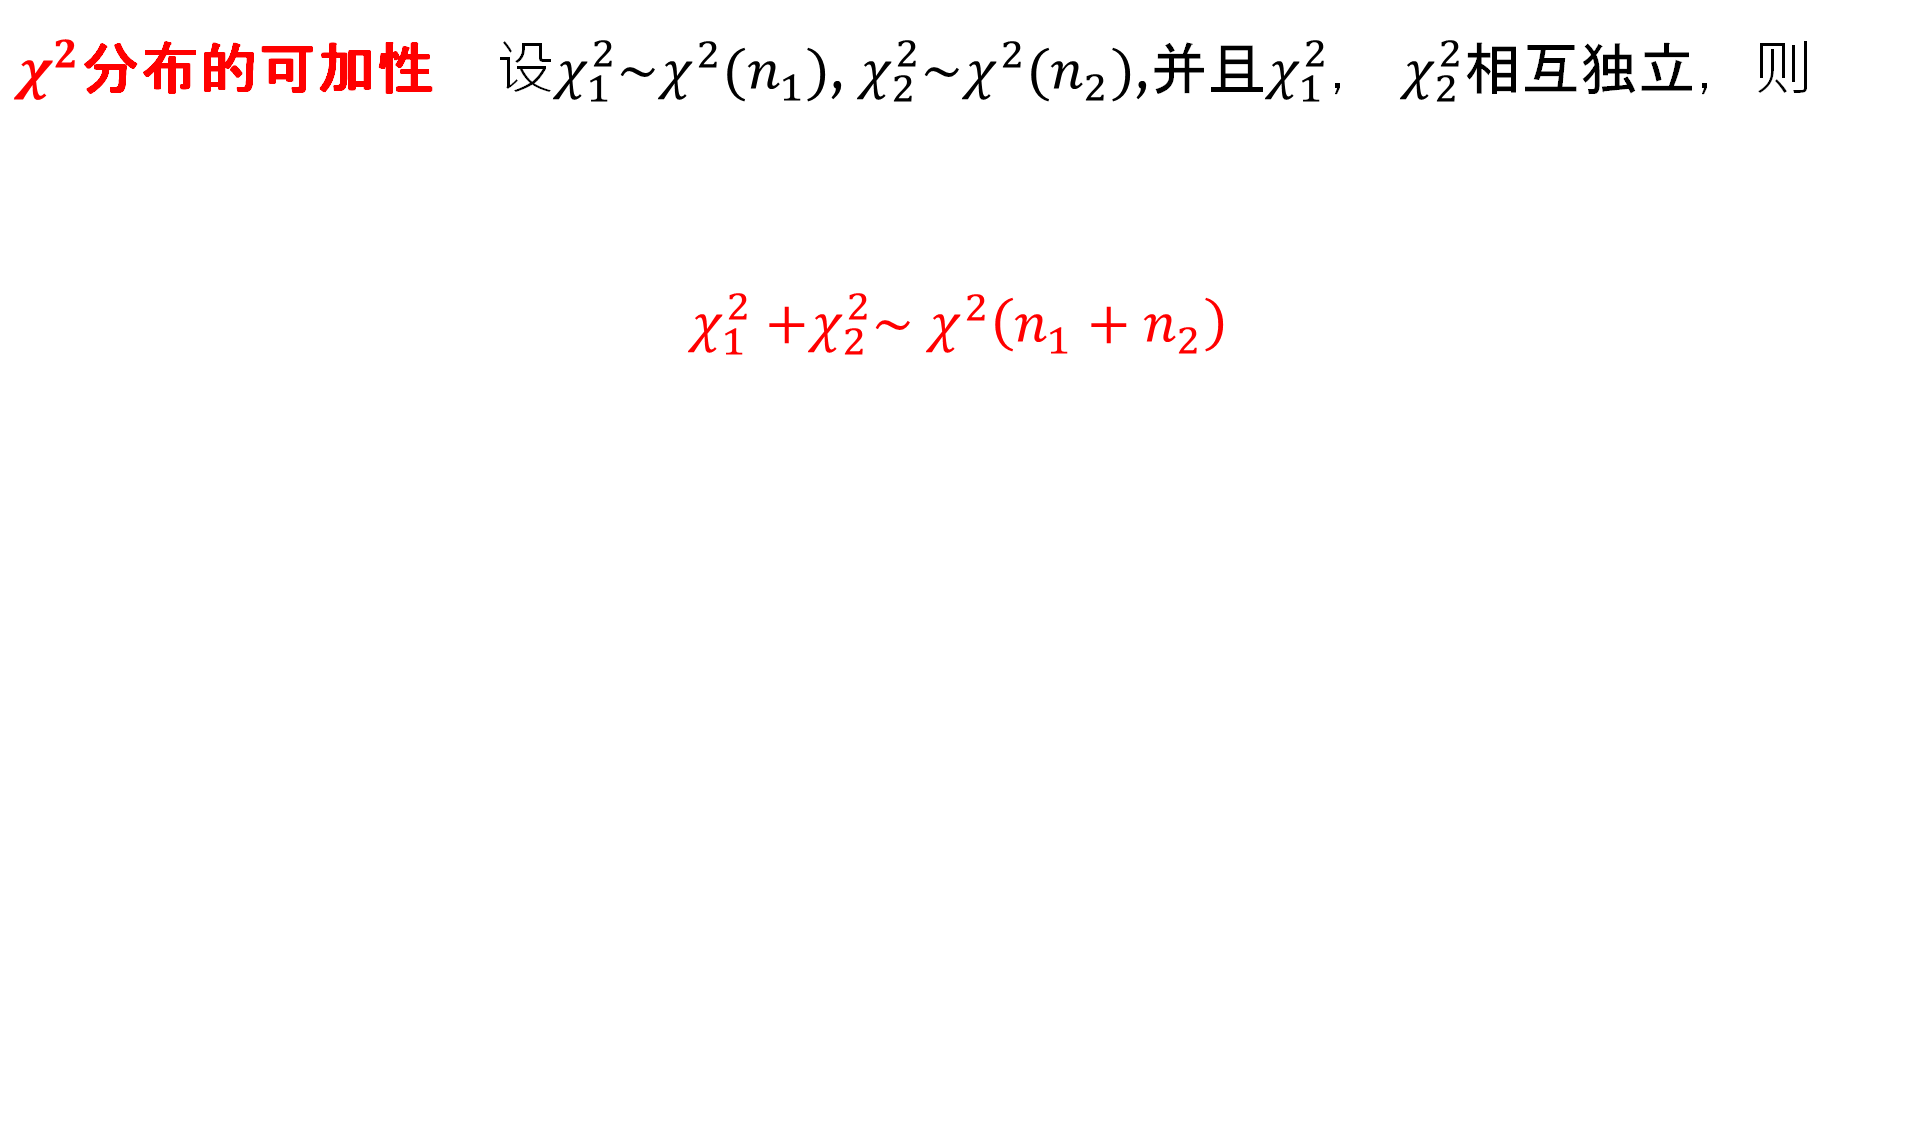 χ²分布的可加性 设χ₁²~χ²(n₁), χ₂²~χ²(n₂),并且χ₁², χ₂²相互独立, 则
χ₁² +χ₂²~ χ²(n₁ + n₂)